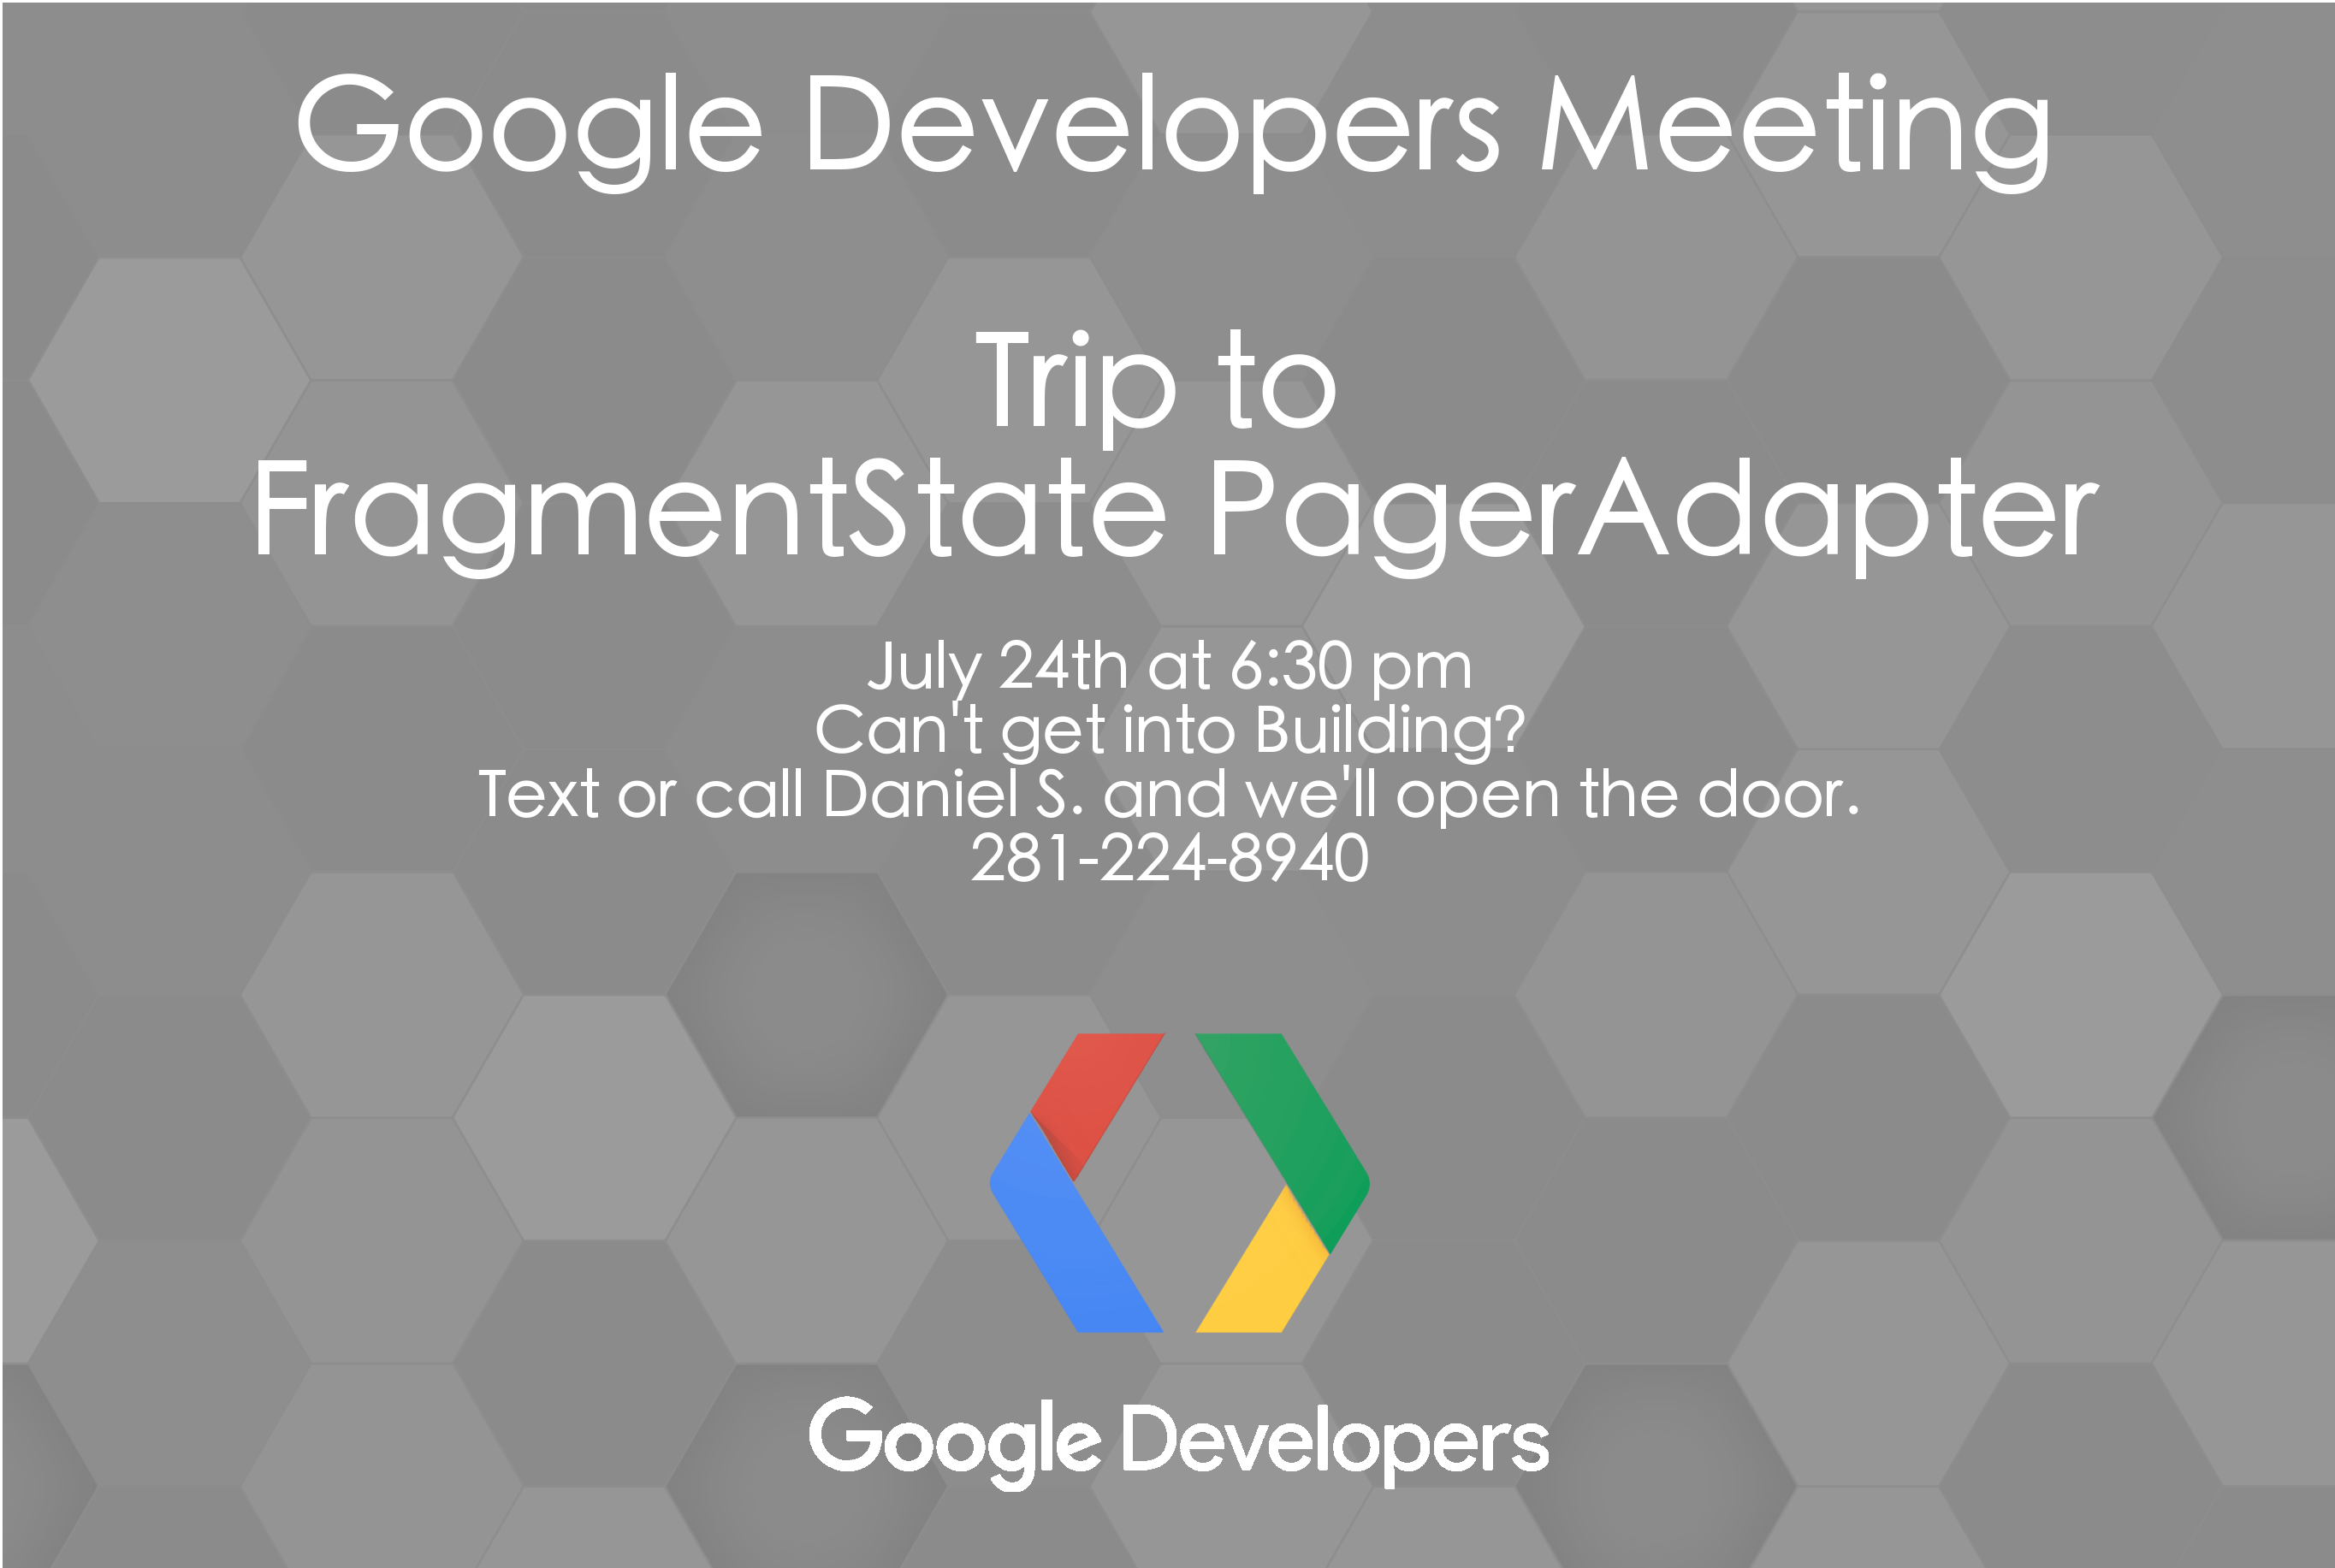 Google Developers Meeting
Trip to
FragmentState PagerAdapter
July 24th at 6:30 pm
Can't get into Building?
Text or call Daniel S. and we'll open the door.
281-224-8940
Google Developers